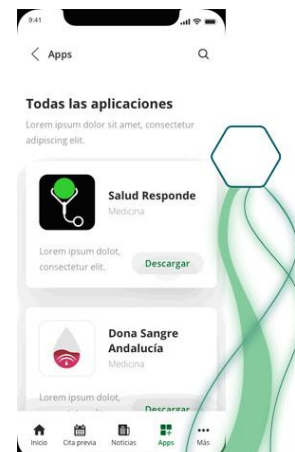 9:41
Apps
Todas las aplicaciones
Lorem ipsum dolor sit amet, consectetur
adipiscing elit.
Salud Responde
Medicina
Lorem ipsum dolot,
consectetur elit.
Descargar
Dona Sangre
Andalucía
Medicina
Lorem ipsum dolot,
Descargar
Inicio
Cita previa
Noticias
Apps
Más